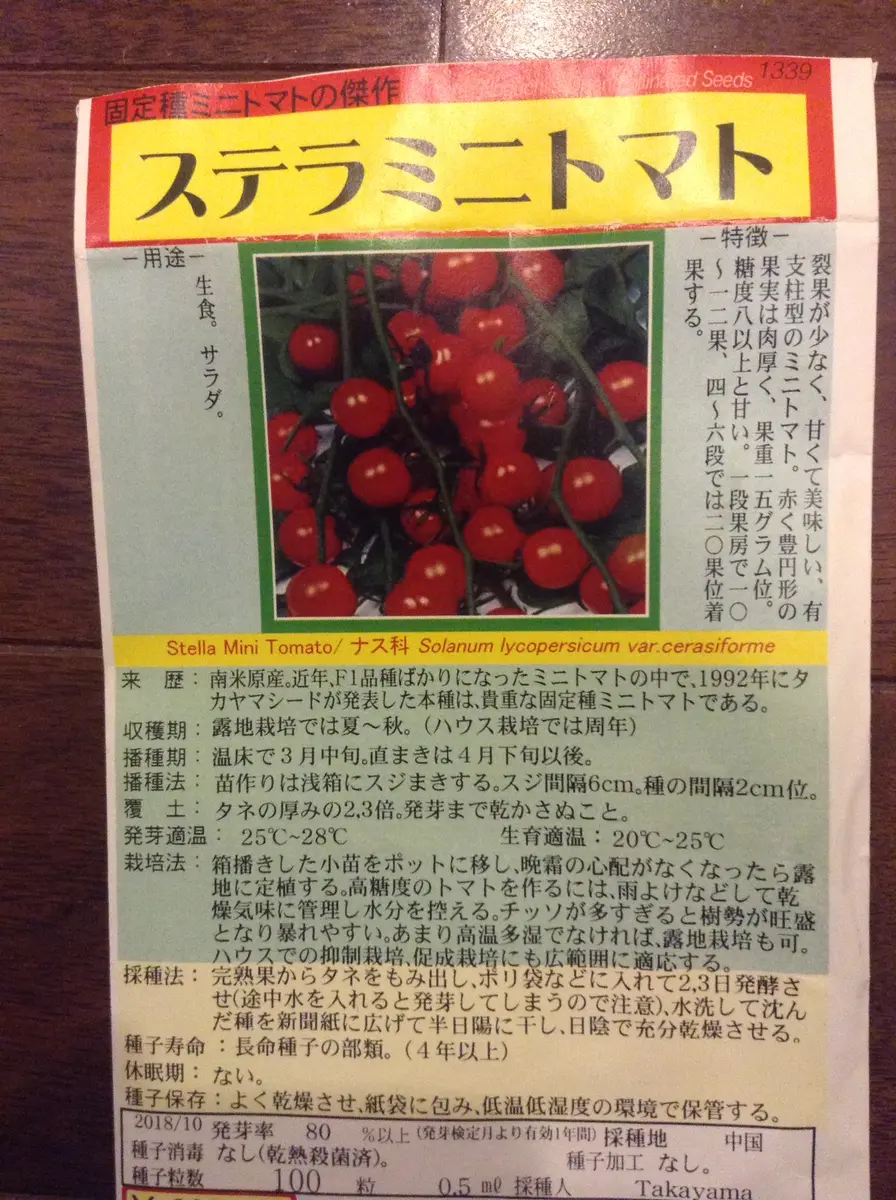 固定種ミニトマトの傑作
Seeds 1339
ステラミニトマト
－特徴－
裂果が少なく、甘くて美味しい、有
支柱型のミニトマト。赤く豊円形の
果実は肉厚く、果重一五グラム位。
糖度八以上と甘い。一段果房で一〇
～一二果、四～六段では二〇果位着
果する。
－用途－
生食。サラダ。
Stella Mini Tomato/ ナス科 Solanum lycopersicum var.cerasiforme
来　歴：南米原産。近年、F1品種ばかりになったミニトマトの中で、1992年にタ
カヤマシードが発表した本種は、貴重な固定種ミニトマトである。
収穫期：露地栽培では夏～秋。（ハウス栽培では周年）
播種期：温床で３月中旬。直まきは４月下旬以後。
播種法：苗作りは浅箱にスジまきする。スジ間隔6cm。種の間隔2cm位。
覆　土：タネの厚みの2,3倍。発芽まで乾かさぬこと。
発芽適温：25℃~28℃　生育適温：20℃~25℃
栽培法：箱播きした小苗をポットに移し、晩霜の心配がなくなったら露
地に定植する。高糖度のトマトを作るには、雨よけなどして乾
燥気味に管理し水分を控える。チッソが多すぎると樹勢が旺盛
となり暴れやすい。あまり高温多湿でなければ、露地栽培も可。
ハウスでの抑制栽培、促成栽培にも広範囲に適応する。
採種法：完熟果からタネをもみ出し、ポリ袋などに入れて2,3日発酵さ
せ（途中水を入れると発芽してしまうので注意）、水洗して沈ん
だ種を新聞紙に広げて半日陽に干し、日陰で充分乾燥させる。
種子寿命：長命種子の部類。（４年以上）
休眠期：ない。
種子保存：よく乾燥させ、紙袋に包み、低温低湿度の環境で保管する。
2018/10 発芽率 80 ％以上（発芽検定月より有効1年間）採種地 中国
種子消毒 なし（乾熱殺菌済）。 種子加工 なし。
種子粒数 100 粒 0.5 ㎖ 採種人 Takayama